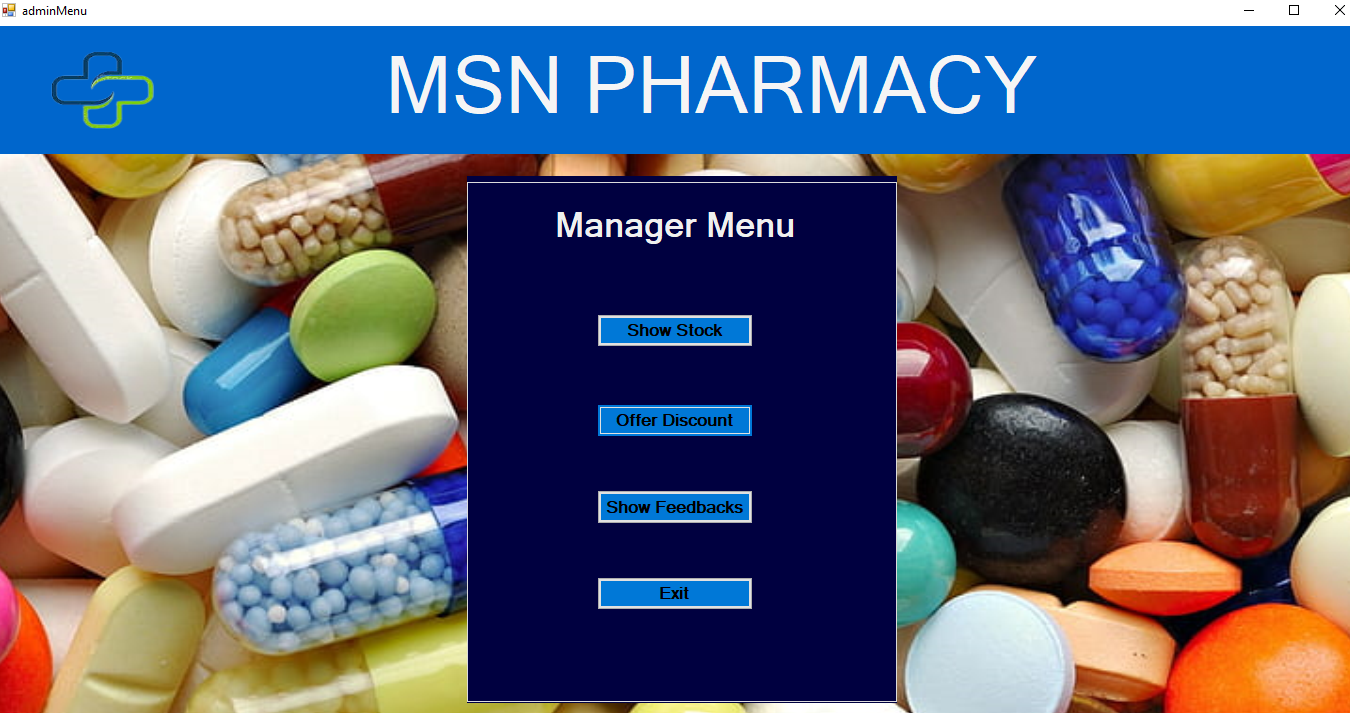 adminMenu
MSN PHARMACY
Manager Menu
Show Stock
Offer Discount
Show Feedbacks
Exit